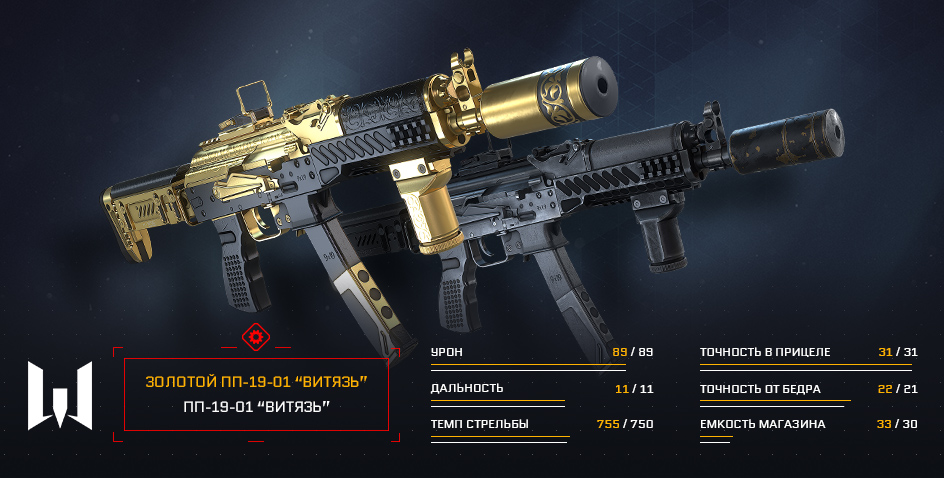 ЗОЛОТОЙ ПП-19-01 “ВИТЯЗЬ”
ПП-19-01 “ВИТЯЗЬ”
УРОН 89 / 89
ДАЛЬНОСТЬ 11 / 11
ТЕМП СТРЕЛЬБЫ 755 / 750
ТОЧНОСТЬ В ПРИЦЕЛЕ 31 / 31
ТОЧНОСТЬ ОТ БЕДРА 22 / 21
ЕМКОСТЬ МАГАЗИНА 33 / 30